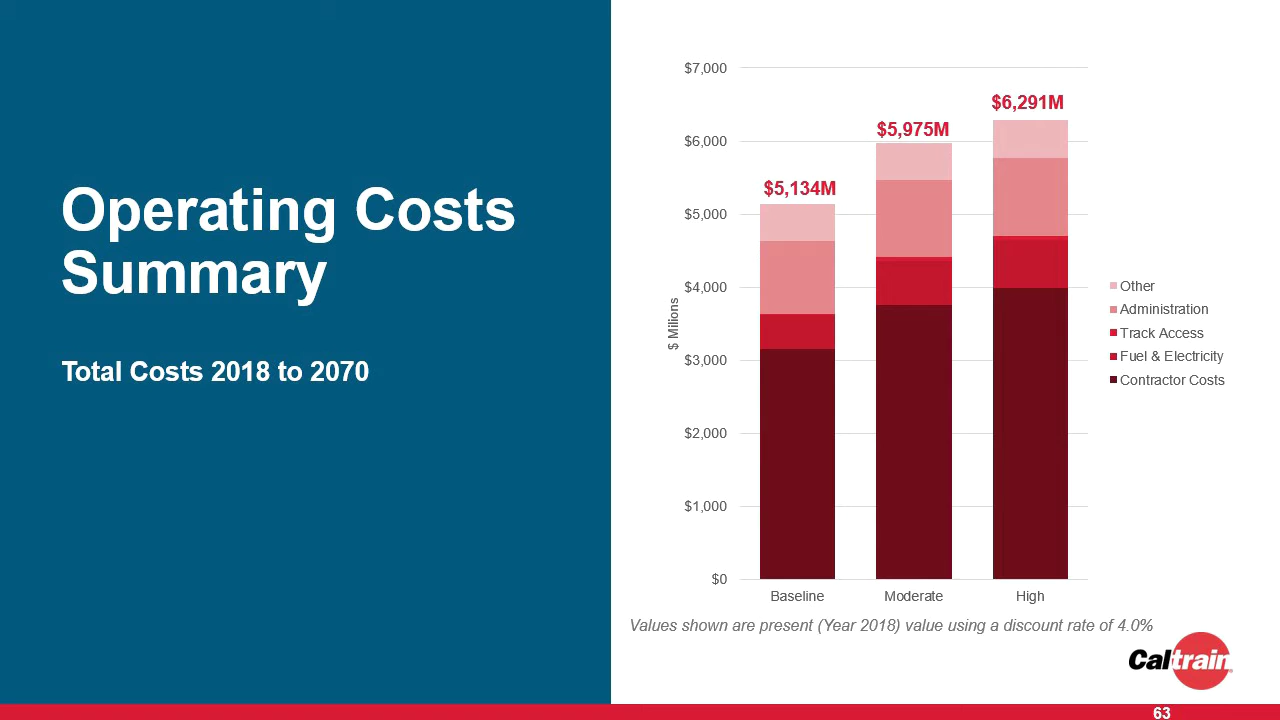 Operating Costs
Summary
Total Costs 2018 to 2070
$ Milions
$7,000
$6,000
$5,000
$4,000
$3,000
$2,000
$1,000
$0
$5,134M
$5,975M
$6,291M
Baseline
Moderate
High
Other
Administration
Track Access
Fuel & Electricity
Contractor Costs
Values shown are present (Year 2018) value using a discount rate of 4.0%
Caltrain
63